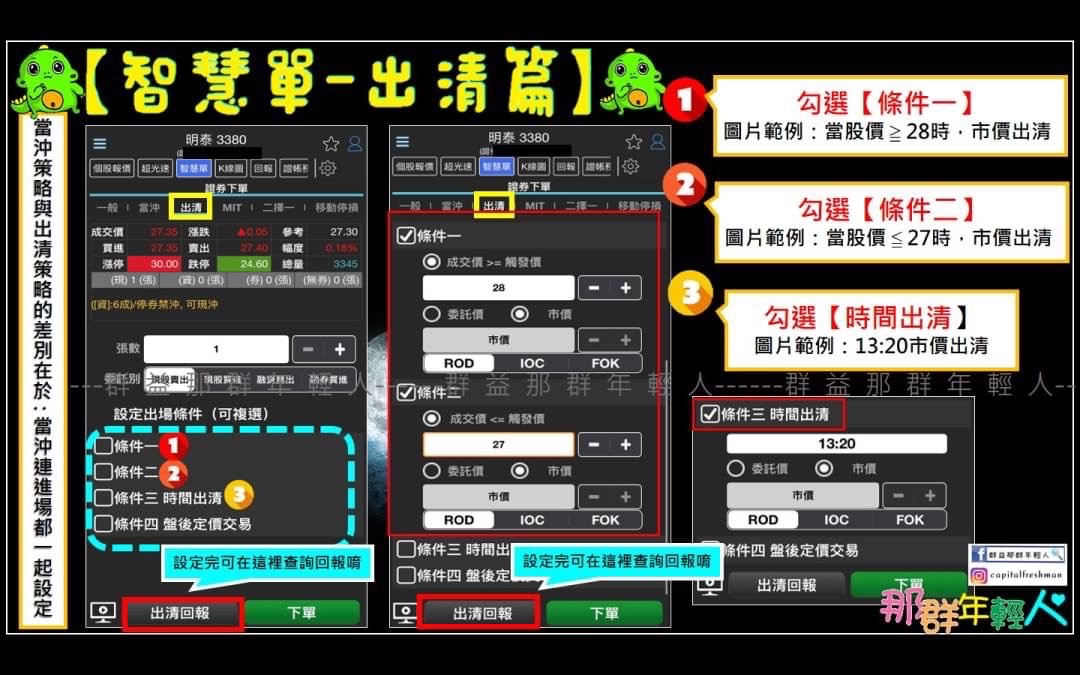 【智慧單-出清篇】
當沖策略與出清策略的差別在於：當沖連進場都一起設定
明泰 3380
個股報價 超光速 智慧單 K線圖 回報
證券下單
一般 當沖 出清 MIT 二擇一 移動停損
成交價 27.35 漲跌 ▲0.05 參考 27.30
買進 27.35 賣出 27.40 幅度 0.18%
漲停 30.00 跌停 24.60 總量 3345
(現) 1 (張) (資) 0 (張) (券) 0 (張) (無券) 0 (張)
([資]:6成)/停券禁沖, 可現沖
張數 1 - +
委託別 現股賣出 現股買進 融資賣出
設定出場條件（可複選）
條件一 1
條件二 2
條件三 時間出清 3
條件四 盤後定價交易
設定完可在這裡查詢回報唷
出清回報 下單
明泰 3380
個股報價 超光速 智慧單 K線圖 回報
證券下單
一般 當沖 出清 MIT 二擇一 移動停損
條件一
成交價 >= 觸發價
28 - +
委託價 市價
市價 - +
ROD IOC FOK
條件二
成交價 <= 觸發價
27 - +
委託價 市價
市價 - +
ROD IOC FOK
條件三 時間出
條件四 盤後定
設定完可在這裡查詢回報唷
出清回報 下單
1
勾選【條件一】
圖片範例：當股價≧28時，市價出清
2
勾選【條件二】
圖片範例：當股價≦27時，市價出清
3
勾選【時間出清】
圖片範例：13:20市價出清
條件三 時間出清
13:20
委託價 市價
市價 - +
ROD IOC FOK
條件四 盤後定價交易
出清回報 下單
---群益那群年輕人------群益那群年輕人------群益那群年輕人--
群益那群年輕人
capitalfreshman
那群年輕人